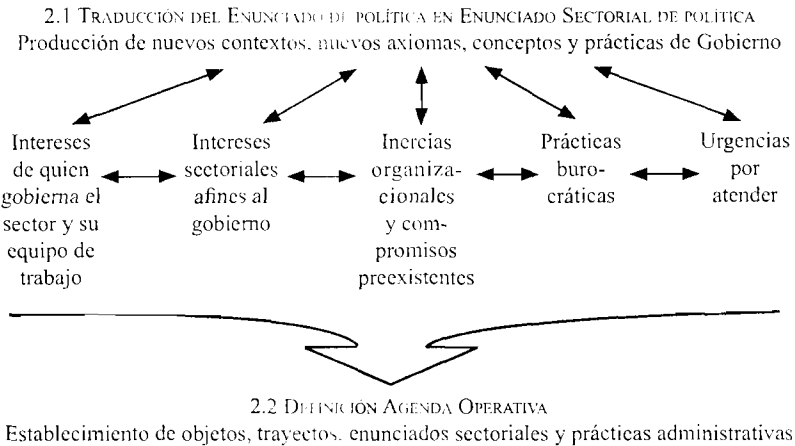 2.1 TRADUCCIÓN DEL ENUNCIADO DE POLÍTICA EN ENUNCIADO SECTORIAL DE POLÍTICA
Producción de nuevos contextos, nuevos axiomas, conceptos y prácticas de Gobierno
Intereses
de quien
gobierna el
sector y su
equipo de
trabajo
Intereses
sectoriales
afines al
gobierno
Inercias
organiza-
cionales
y com-
promisos
preexistentes
Prácticas
buro-
cráticas
Urgencias
por
atender
2.2 DEFINICIÓN AGENDA OPERATIVA
Establecimiento de objetos, trayectos, enunciados sectoriales y prácticas administrativas